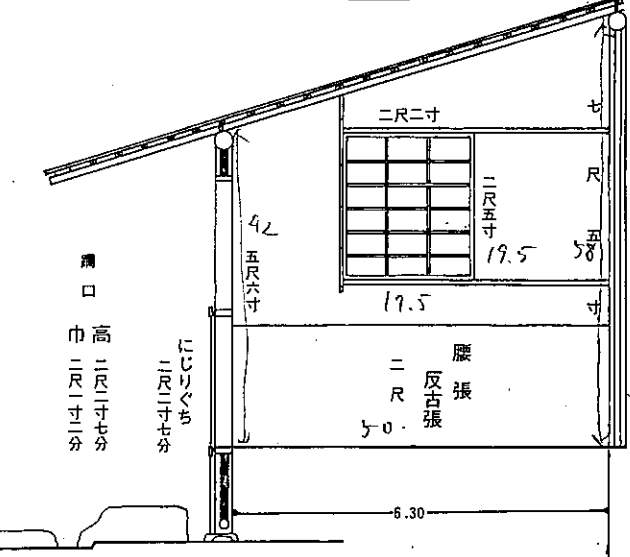 二尺二寸
七尺五寸
58
二尺五寸
19.5
42
五尺六寸
19.5
躙口
高 二尺二寸七分
巾 二尺一寸二分
にじりぐち
二尺二寸七分
腰張
反古張
二尺
50.
6.30